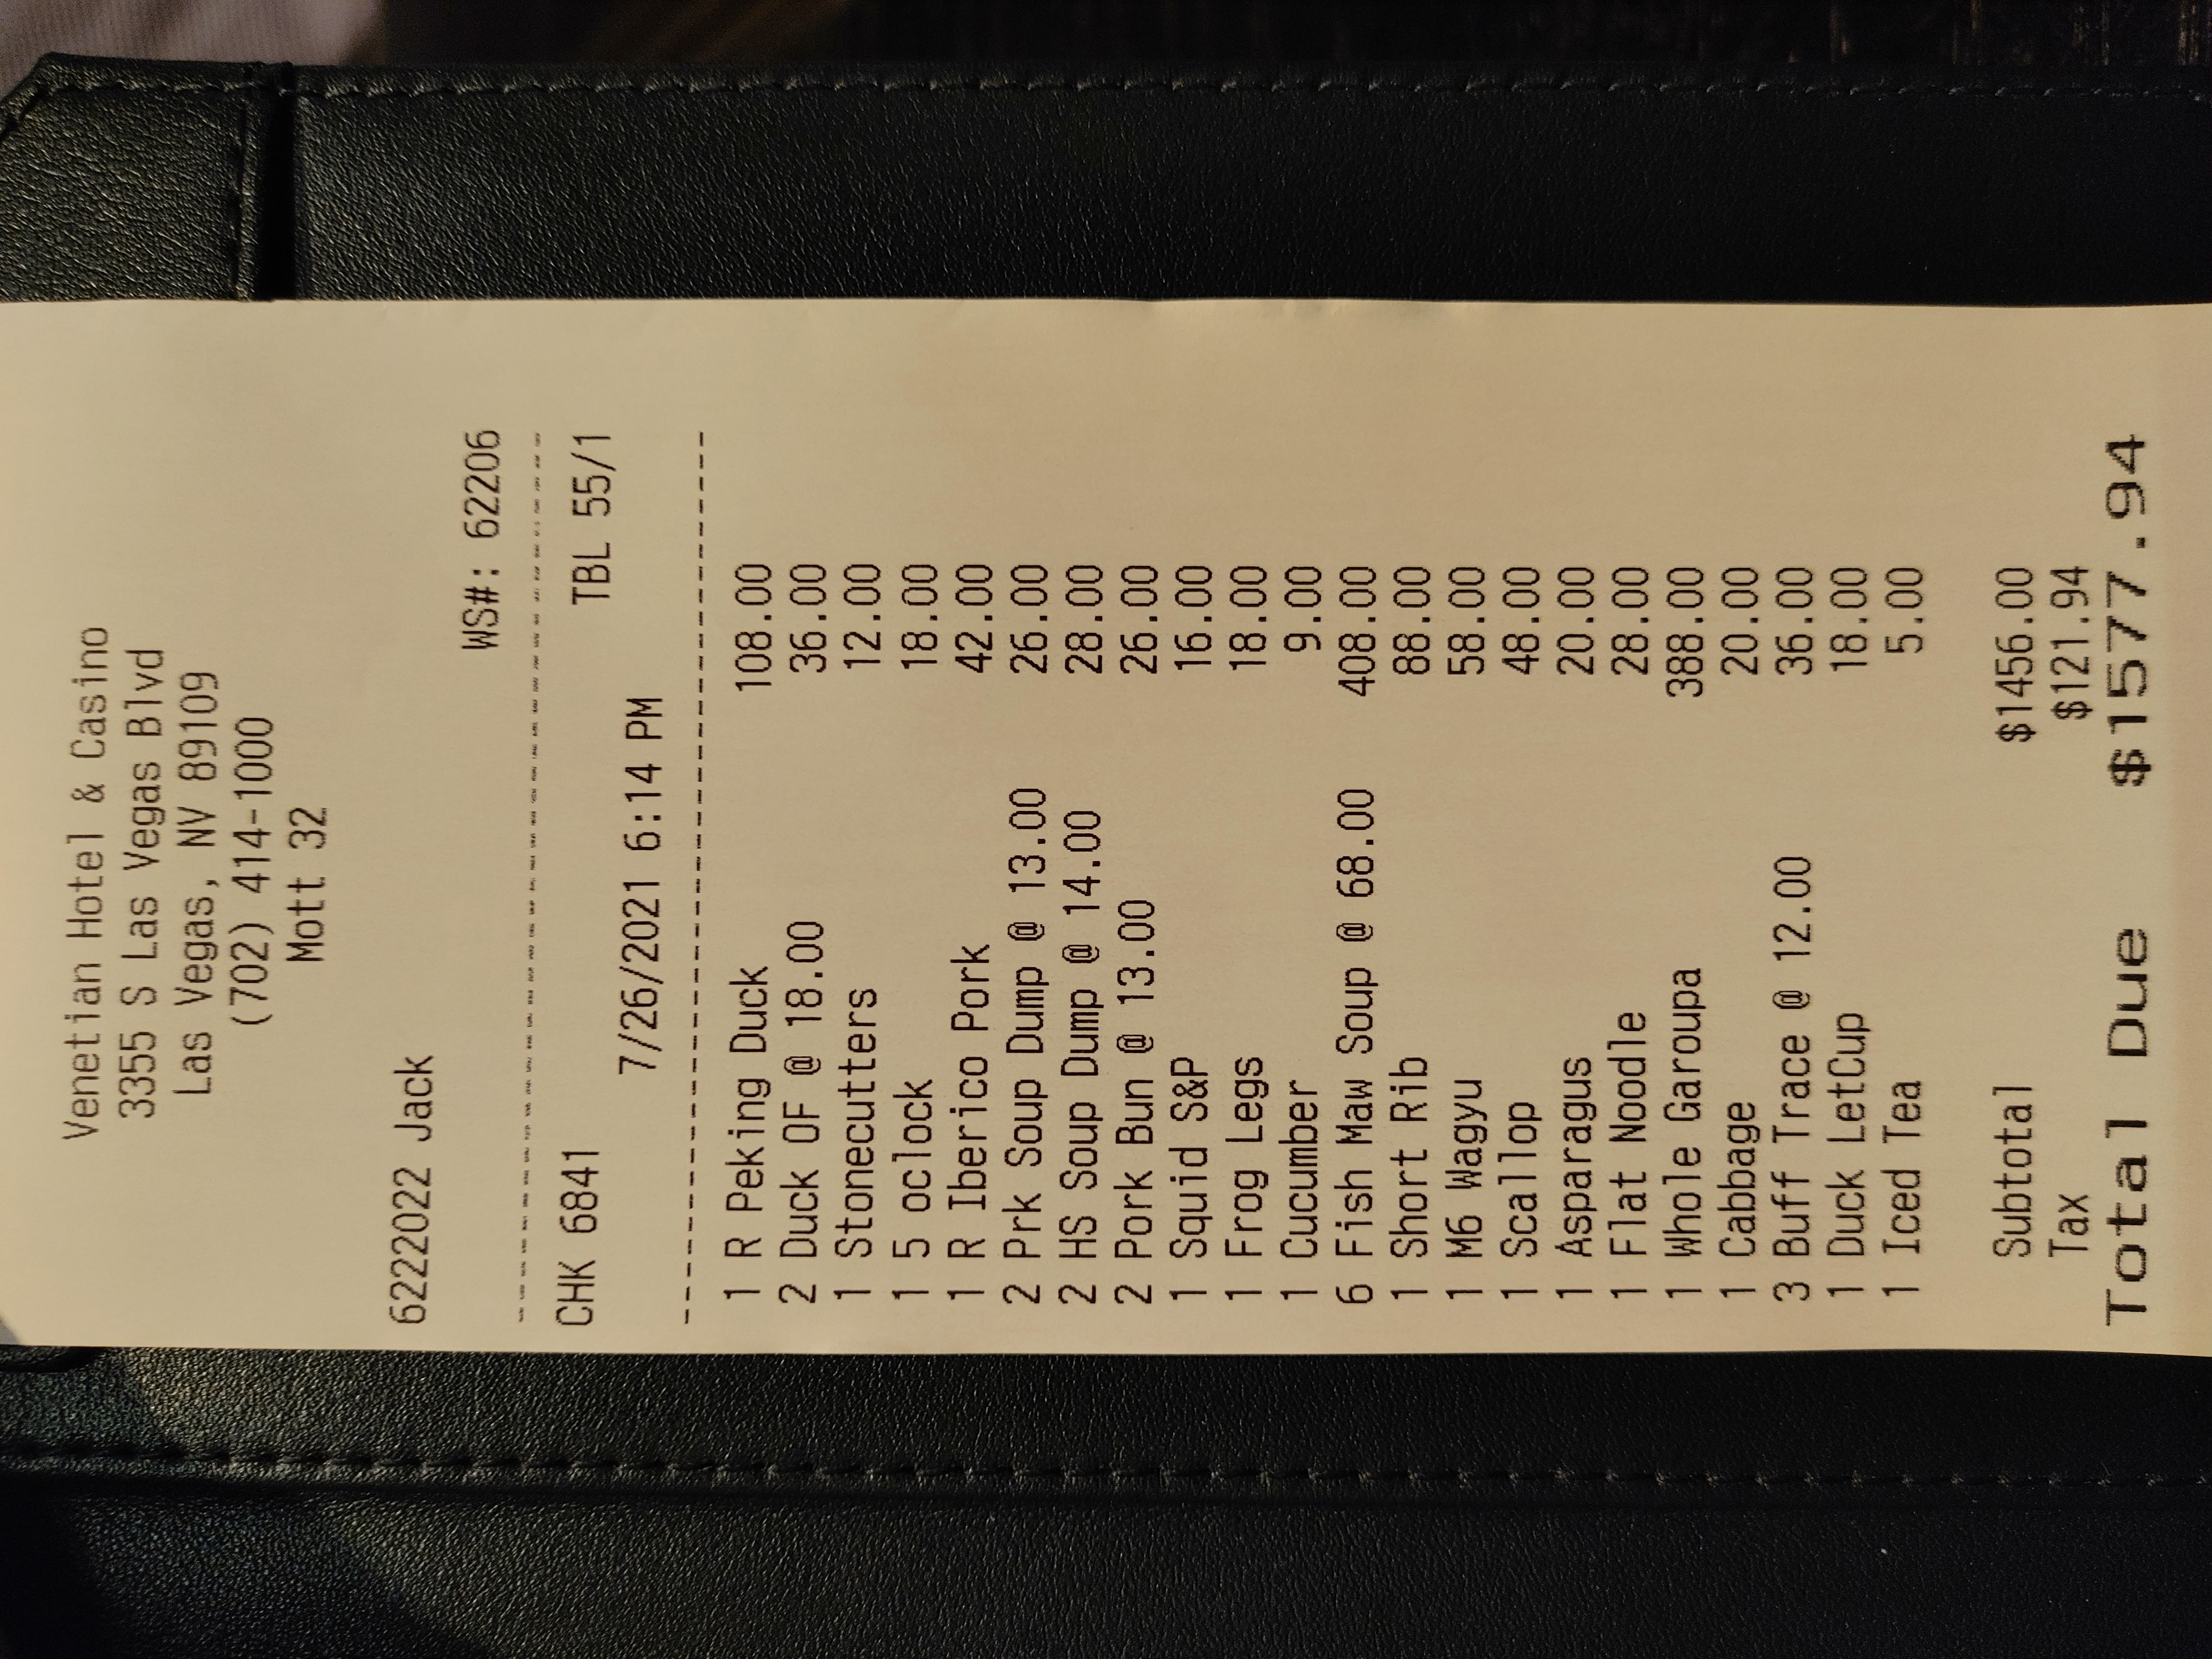 Venetian Hotel & Casino
3355 S Las Vegas Blvd
Las Vegas, NV 89109
(702) 414-1000
Mott 32
6222022 Jack
WS#: 62206
CHK 6841 TBL 55/1
7/26/2021 6:14 PM
1 R Peking Duck 108.00
2 Duck OF @ 18.00 36.00
1 Stonecutters 12.00
1 5 oclock 18.00
1 R Iberico Pork 42.00
2 Prk Soup Dump @ 13.00 26.00
2 HS Soup Dump @ 14.00 28.00
2 Pork Bun @ 13.00 26.00
1 Squid S&P 16.00
1 Frog Legs 18.00
1 Cucumber 9.00
6 Fish Maw Soup @ 68.00 408.00
1 Short Rib 88.00
1 M6 Wagyu 58.00
1 Scallop 48.00
1 Asparagus 20.00
1 Flat Noodle 28.00
1 Whole Garoupa 388.00
1 Cabbage 20.00
3 Buff Trace @ 12.00 36.00
1 Duck LetCup 18.00
1 Iced Tea 5.00
Subtotal $1456.00
Tax $121.94
Total Due $1577.94